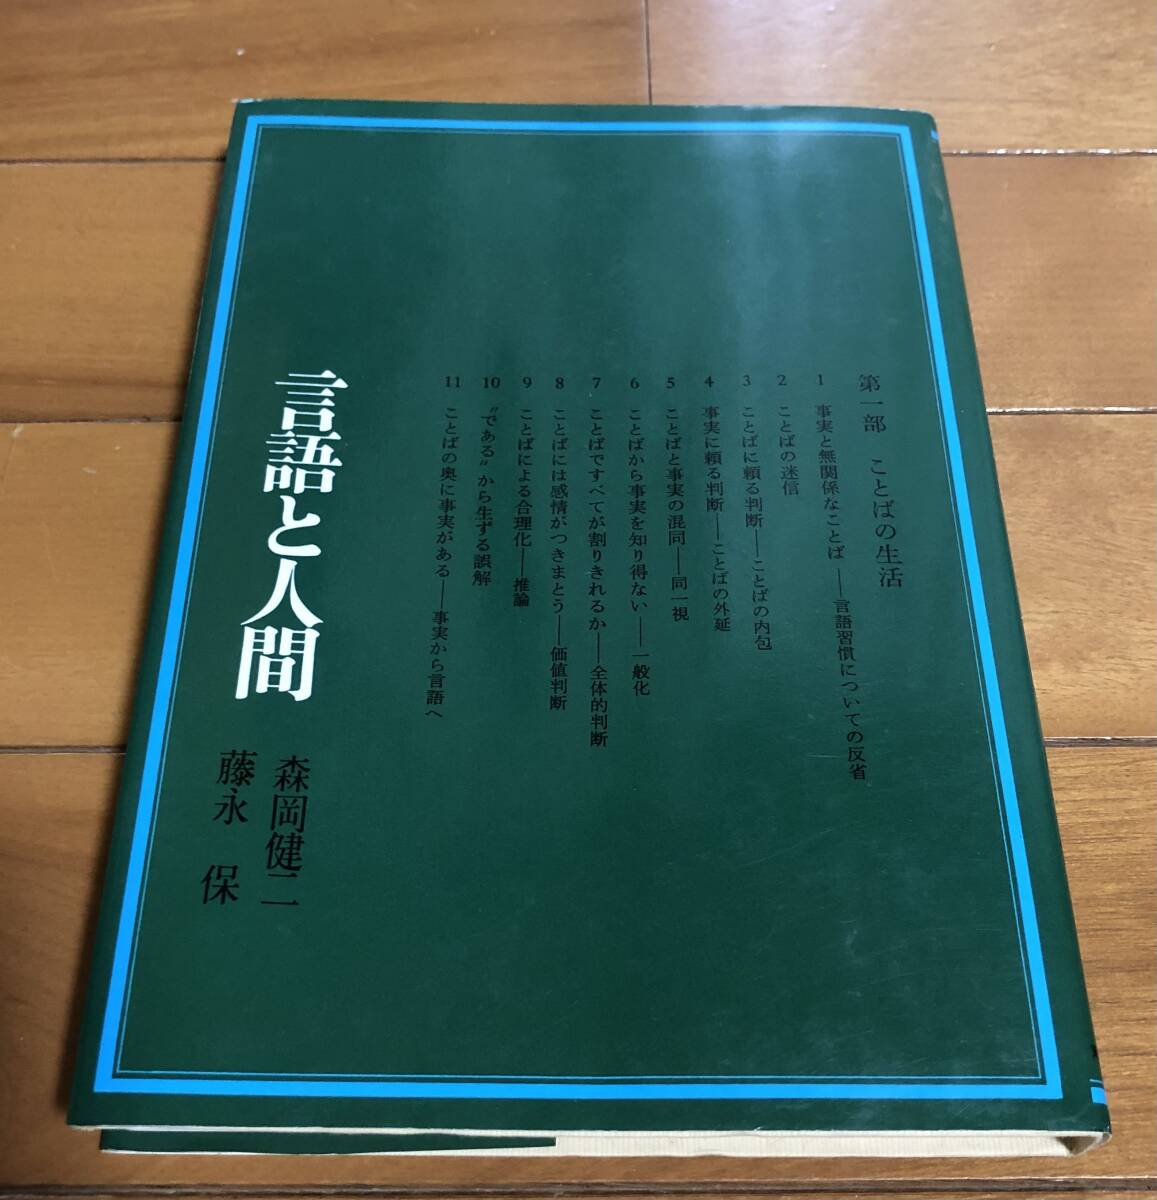 第一部 ことばの生活
1 事実と無関係なことば――言語習慣についての反省
2 ことばの迷信
3 ことばに頼る判断――ことばの内包
4 事実に頼る判断――ことばの外延
5 ことばと事実の混同――同一視
6 ことばから事実を知り得ない――一般化
7 ことばですべてが割りきれるか――全体的判断
8 ことばには感情がつきまとう――価値判断
9 ことばによる合理化――推論
10 “である”から生ずる誤解
11 ことばの奥に事実がある――事実から言語へ
言語と人間
森岡健二
藤永 保